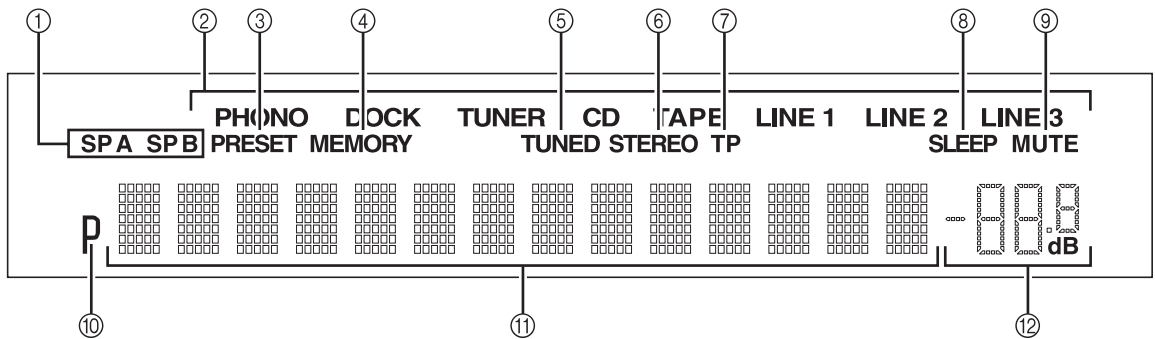 ① ② ③ ④ ⑤ ⑥ ⑦ ⑧ ⑨
PHONO DOCK TUNER CD TAPE LINE 1 LINE 2 LINE 3
SP A SP B PRESET MEMORY TUNED STEREO TP SLEEP MUTE
P -88.8 dB
⑩ ⑪ ⑫